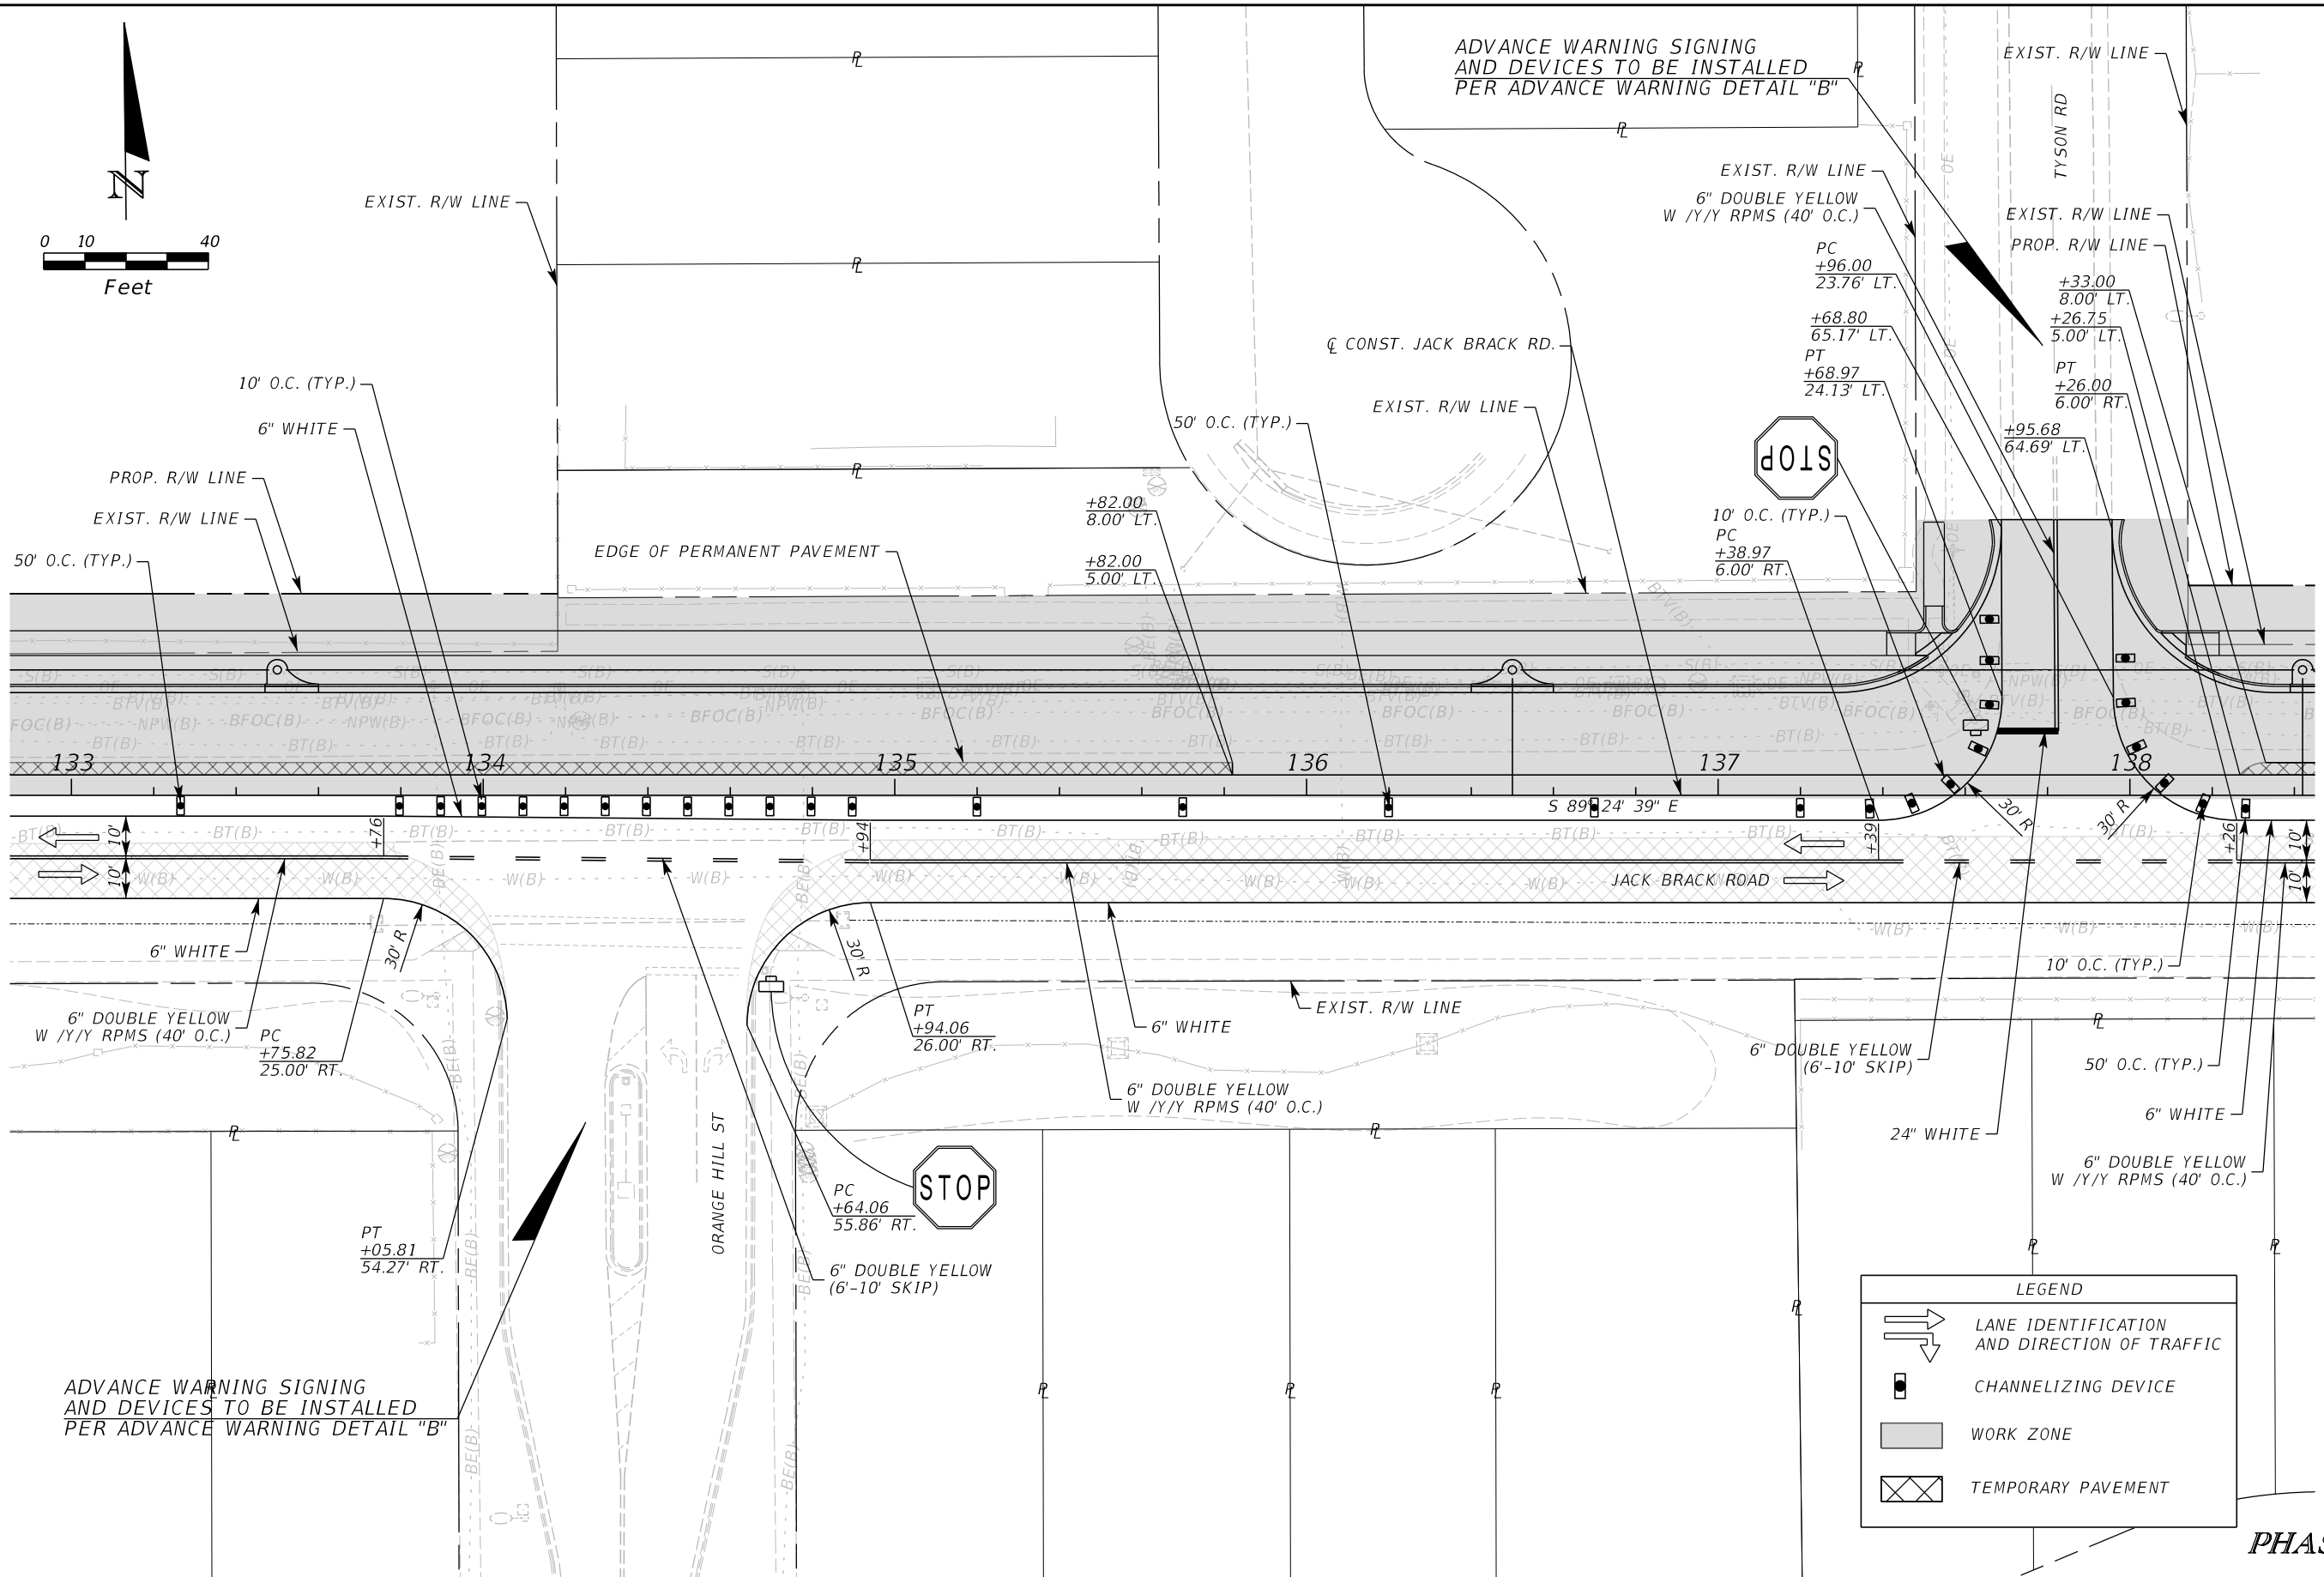 ADVANCE WARNING SIGNING
AND DEVICES TO BE INSTALLED
PER ADVANCE WARNING DETAIL "B"
EXIST. R/W LINE
N
0 10 40
Feet
TYSON RD
EXIST. R/W LINE
EXIST. R/W LINE
6" DOUBLE YELLOW
W /Y/Y RPMS (40' O.C.)
EXIST. R/W LINE
PROP. R/W LINE
PC
+96.00
23.76' LT.
+33.00
8.00' LT.
+68.80
65.17' LT.
+26.75
5.00' LT.
PT
+68.97
24.13' LT.
PT
+26.00
6.00' RT.
+95.68
64.69' LT.
℄ CONST. JACK BRACK RD.
EXIST. R/W LINE
50' O.C. (TYP.)
10' O.C. (TYP.)
6" WHITE
PROP. R/W LINE
EXIST. R/W LINE
50' O.C. (TYP.)
EDGE OF PERMANENT PAVEMENT
+82.00
8.00' LT.
+82.00
5.00' LT.
STOP
10' O.C. (TYP.)
PC
+38.97
6.00' RT.
133 134 135 136 137 138
S 89° 24' 39" E
30' R
30' R
10'
10'
+76
+94
+39
+26
10'
10'
JACK BRACK ROAD
6" WHITE
30' R
30' R
6" DOUBLE YELLOW
W /Y/Y RPMS (40' O.C.)
PC
+75.82
25.00' RT.
PT
+94.06
26.00' RT.
6" WHITE
EXIST. R/W LINE
6" DOUBLE YELLOW
W /Y/Y RPMS (40' O.C.)
10' O.C. (TYP.)
6" DOUBLE YELLOW
(6'-10' SKIP)
50' O.C. (TYP.)
6" WHITE
24" WHITE
6" DOUBLE YELLOW
W /Y/Y RPMS (40' O.C.)
ORANGE HILL ST
STOP
PC
+64.06
55.86' RT.
PT
+05.81
54.27' RT.
6" DOUBLE YELLOW
(6'-10' SKIP)
ADVANCE WARNING SIGNING
AND DEVICES TO BE INSTALLED
PER ADVANCE WARNING DETAIL "B"
LEGEND
LANE IDENTIFICATION
AND DIRECTION OF TRAFFIC
CHANNELIZING DEVICE
WORK ZONE
TEMPORARY PAVEMENT
PHAS